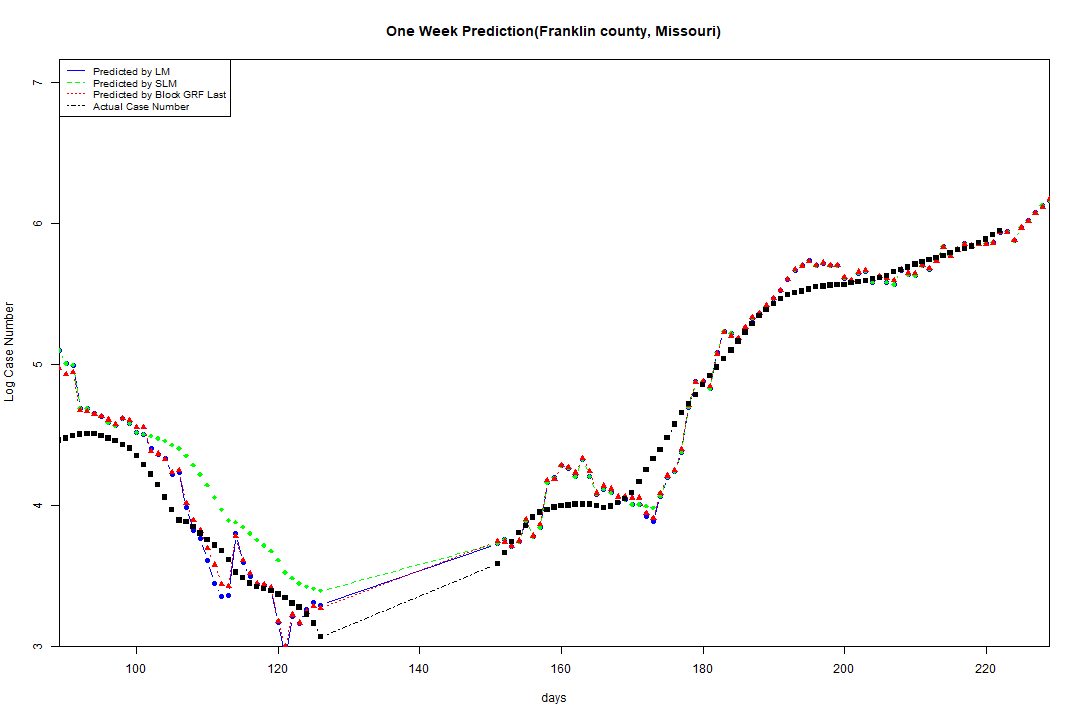 One Week Prediction(Franklin county, Missouri)
Predicted by LM
Predicted by SLM
Predicted by Block GRF Last
Actual Case Number
Log Case Number
7
6
5
4
3
100 120 140 160 180 200 220
days